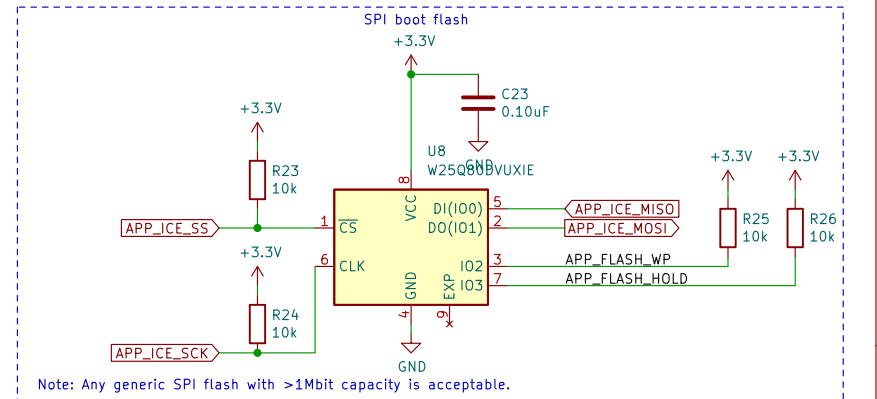 SPI boot flash
+3.3V
C23
0.10uF
GND
+3.3V
R23
10k
U8
W25Q80DVUXIE
+3.3V
+3.3V
8
VCC
APP_ICE_SS
1
CS
DI(IO0)
5
APP_ICE_MISO
DO(IO1)
2
APP_ICE_MOSI
R25
10k
R26
10k
+3.3V
6
CLK
IO2
3
APP_FLASH_WP
IO3
7
APP_FLASH_HOLD
GND
EXP
4
9
R24
10k
APP_ICE_SCK
GND
Note: Any generic SPI flash with >1Mbit capacity is acceptable.